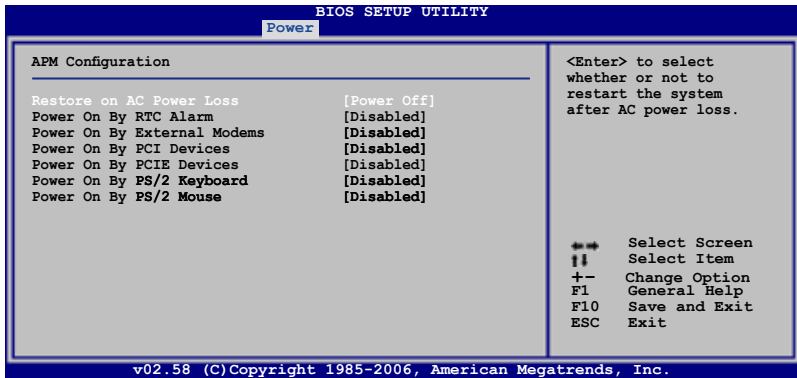 BIOS SETUP UTILITY
Power
APM Configuration
Restore on AC Power Loss [Power Off]
Power On By RTC Alarm [Disabled]
Power On By External Modems [Disabled]
Power On By PCI Devices [Disabled]
Power On By PCIE Devices [Disabled]
Power On By PS/2 Keyboard [Disabled]
Power On By PS/2 Mouse [Disabled]
<Enter> to select
whether or not to
restart the system
after AC power loss.
←→ Select Screen
↑↓ Select Item
+- Change Option
F1 General Help
F10 Save and Exit
ESC Exit
v02.58 (C)Copyright 1985-2006, American Megatrends, Inc.